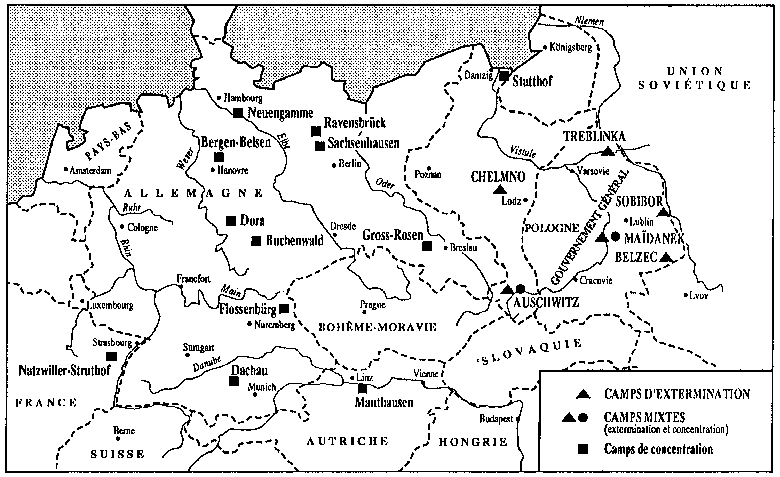 Niemen
Königsberg
UNION
SOVIÉTIQUE
Dantzig
Stutthof
Hambourg
Neuengamme
Ravensbrück
Sachsenhausen
Elbe
TREBLINKA
PAYS-BAS
Bergen-Belsen
Weser
Hanovre
Berlin
Vistule
Varsovie
Amsterdam
ALLEMAGNE
Oder
Poznan
CHELMNO
Lodz
SOBIBOR
Ruhr
Cologne
Dora
Buchenwald
Dresde
Gross-Rosen
Breslau
POLOGNE
GOUVERNEMENT GÉNÉRAL
Lublin
MAÏDANEK
BELZEC
Rhin
Francfort
Main
Cracovie
Luxembourg
Flossenbürg
Prague
AUSCHWITZ
Lvov
Nuremberg
BOHÊME-MORAVIE
Strasbourg
Stuttgart
SLOVAQUIE
Natzwiller-Struthof
Danube
Dachau
Munich
Linz
Vienne
Mauthausen
FRANCE
Budapest
Berne
SUISSE
AUTRICHE
HONGRIE
CAMPS D'EXTERMINATION
CAMPS MIXTES
(extermination et concentration)
Camps de concentration